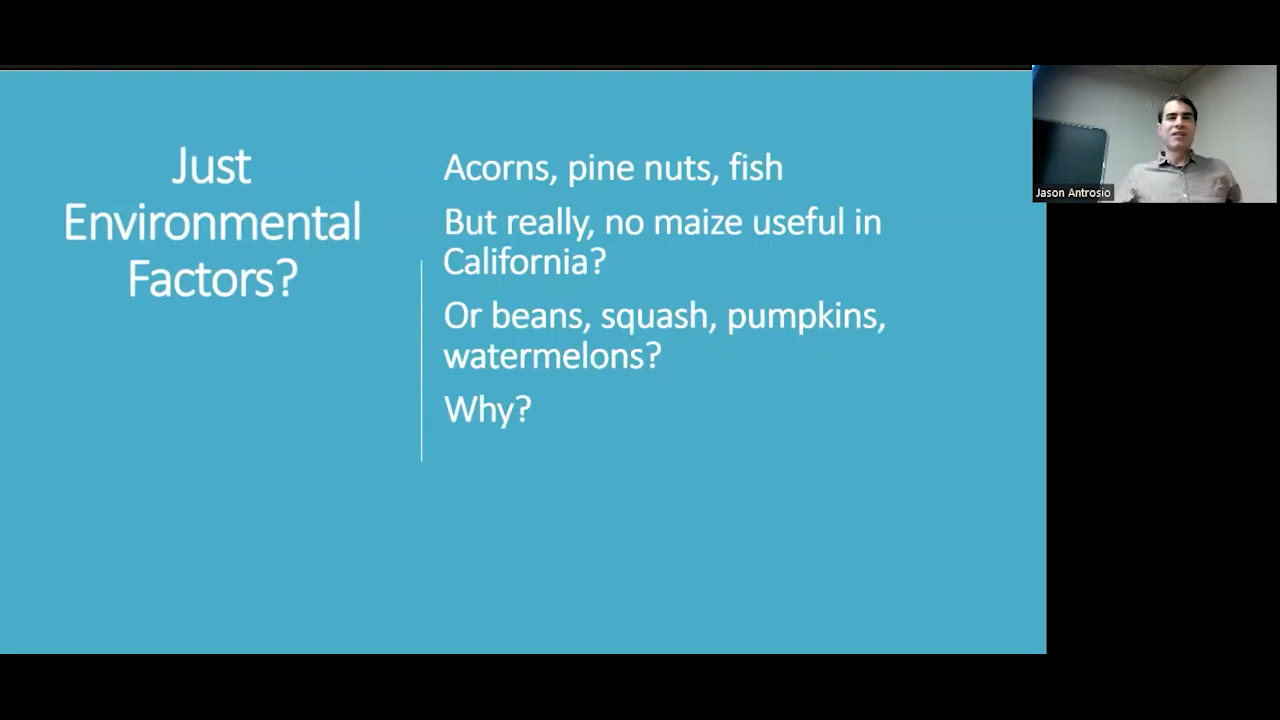 Just
Environmental
Factors?
Acorns, pine nuts, fish
But really, no maize useful in
California?
Or beans, squash, pumpkins,
watermelons?
Why?
Jason Antrosio